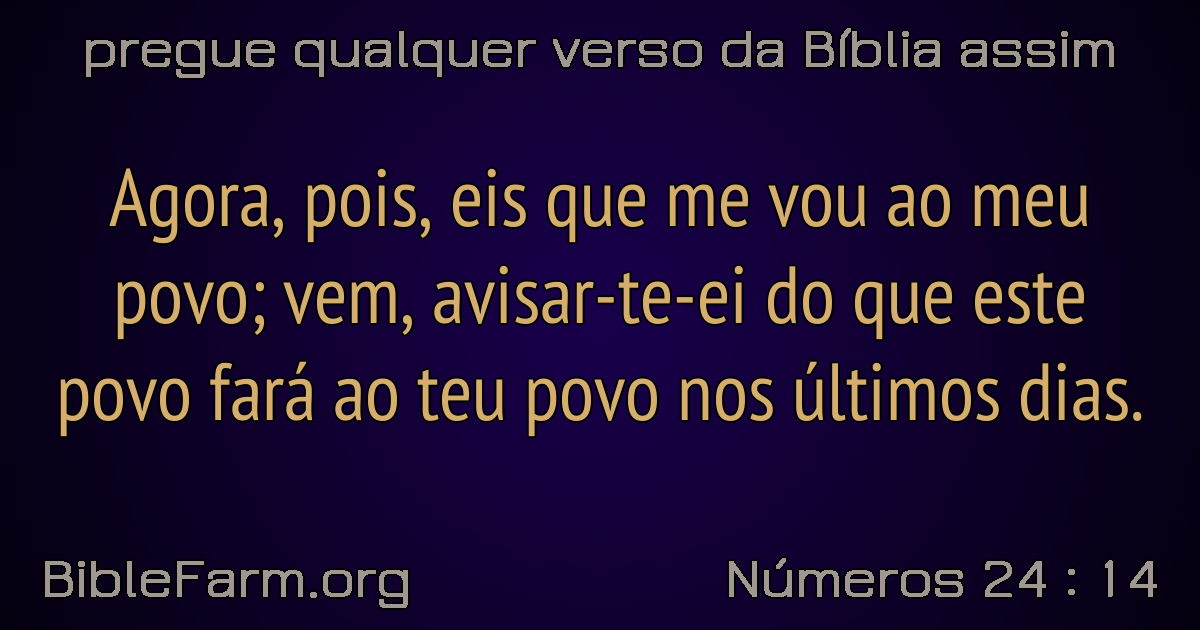 pregue qualquer verso da Bíblia assim
Agora, pois, eis que me vou ao meu
povo; vem, avisar-te-ei do que este
povo fará ao teu povo nos últimos dias.
BibleFarm.org
Números 24 : 14